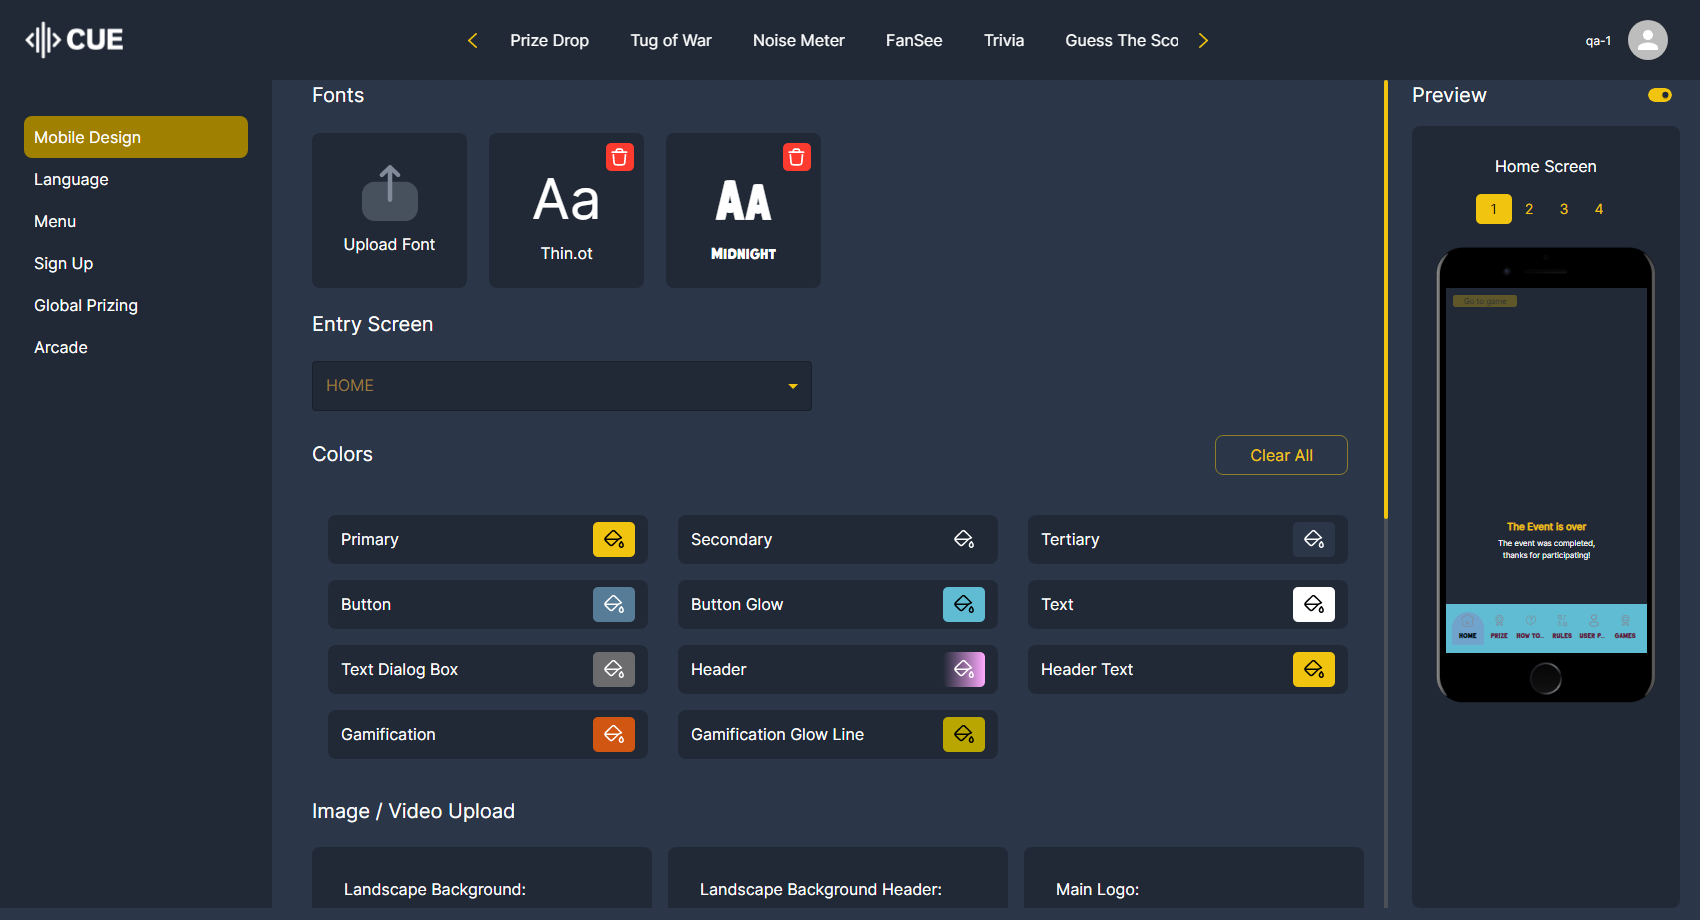 CUE
Prize Drop
Tug of War
Noise Meter
FanSee
Trivia
Guess The Sco
qa-1
Mobile Design
Language
Menu
Sign Up
Global Prizing
Arcade
Fonts
Upload Font
Aa
Thin.ot
AA
MIDNIGHT
Entry Screen
HOME
Colors
Clear All
Primary
Secondary
Tertiary
Button
Button Glow
Text
Text Dialog Box
Header
Header Text
Gamification
Gamification Glow Line
Image / Video Upload
Landscape Background:
Landscape Background Header:
Main Logo:
Preview
Home Screen
1 2 3 4
Go to game
The Event is over
The event was completed,
thanks for participating!
HOME PRIZE HOW TO.. RULES USER P.. GAMES